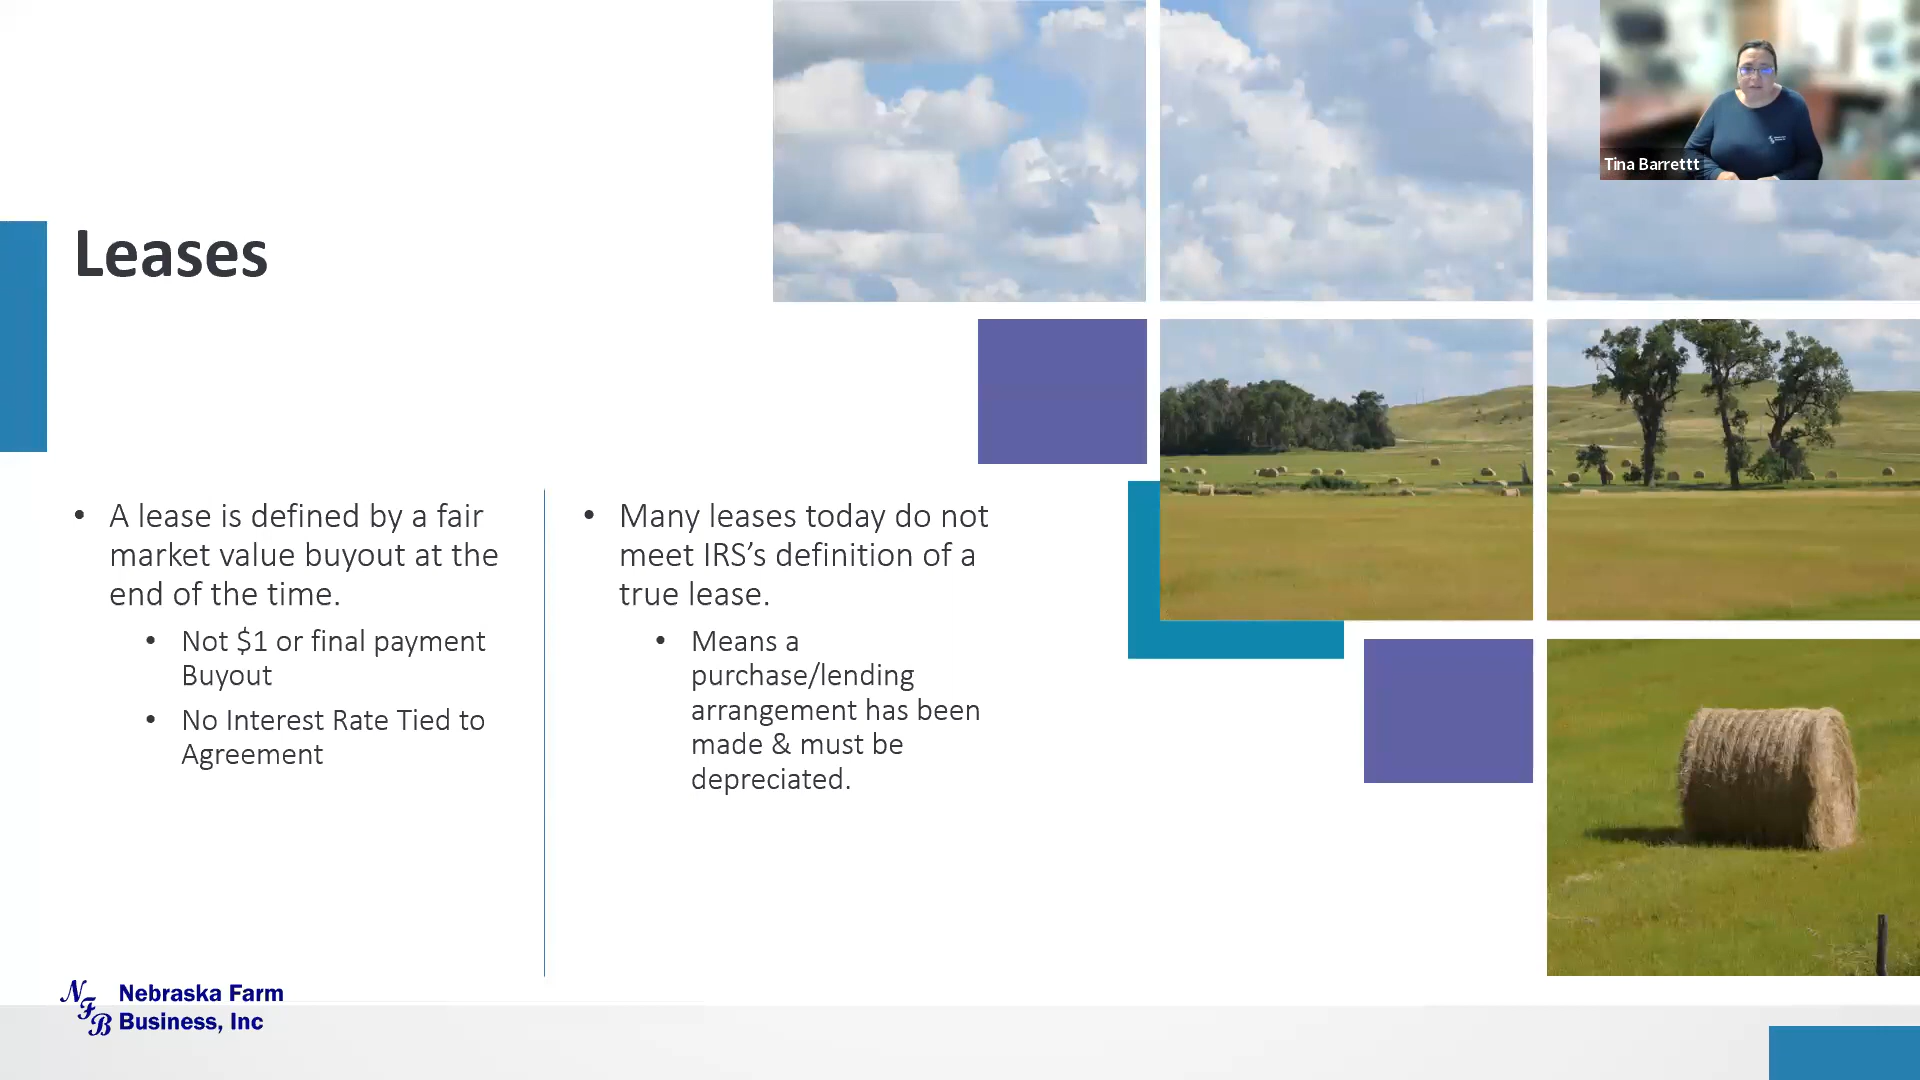 Tina Barrettt
Leases
• A lease is defined by a fair
market value buyout at the
end of the time.
• Not $1 or final payment
Buyout
• No Interest Rate Tied to
Agreement
• Many leases today do not
meet IRS’s definition of a
true lease.
• Means a
purchase/lending
arrangement has been
made & must be
depreciated.
NFB
Nebraska Farm
Business, Inc